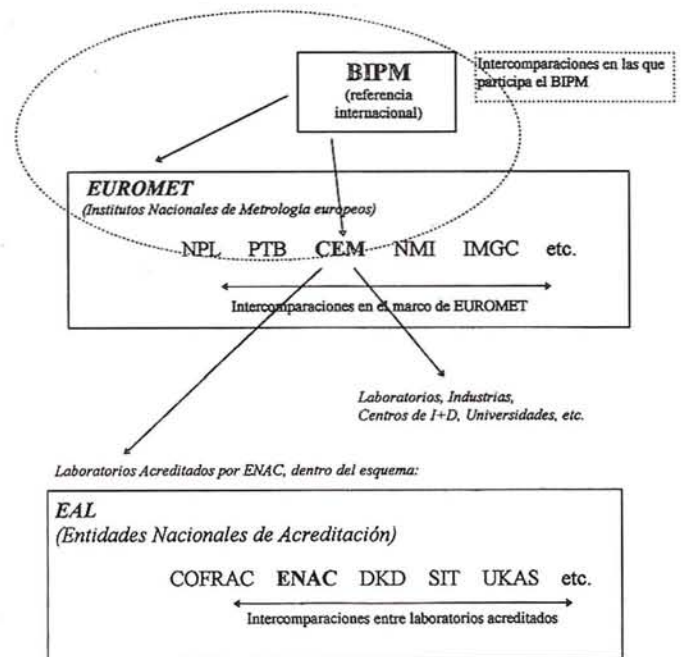 BIPM
(referencia
internacional)
Intercomparaciones en las que
participa el BIPM
EUROMET
(Institutos Nacionales de Metrología europeos)
NPL PTB CEM NMI IMGC etc.
Intercomparaciones en el marco de EUROMET
Laboratorios, Industrias,
Centros de I+D, Universidades, etc.
Laboratorios Acreditados por ENAC, dentro del esquema:
EAL
(Entidades Nacionales de Acreditación)
COFRAC ENAC DKD SIT UKAS etc.
Intercomparaciones entre laboratorios acreditados